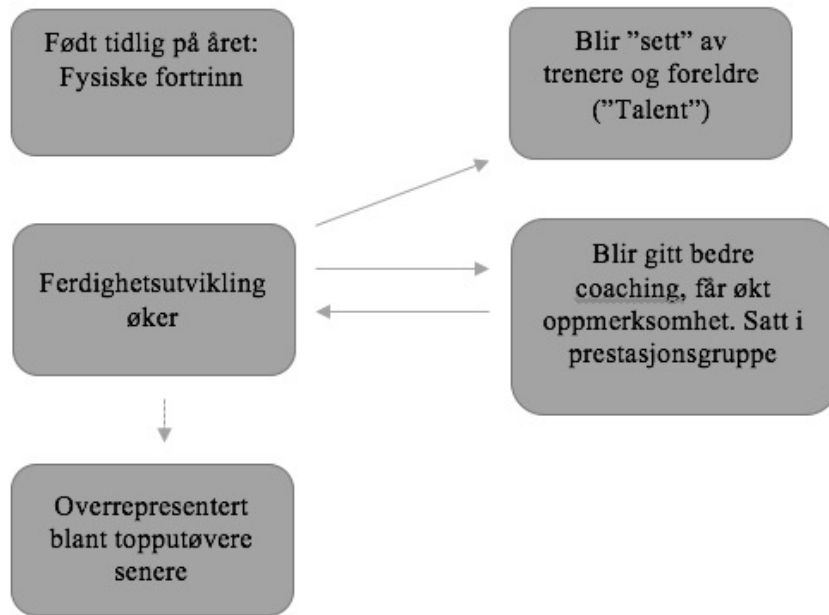 Født tidlig på året:
Fysiske fortrinn
Blir ”sett” av
trenere og foreldre
(”Talent”)
Ferdighetsutvikling
øker
Blir gitt bedre
coaching, får økt
oppmerksomhet. Satt i
prestasjonsgruppe
Overrepresentert
blant topputøvere
senere